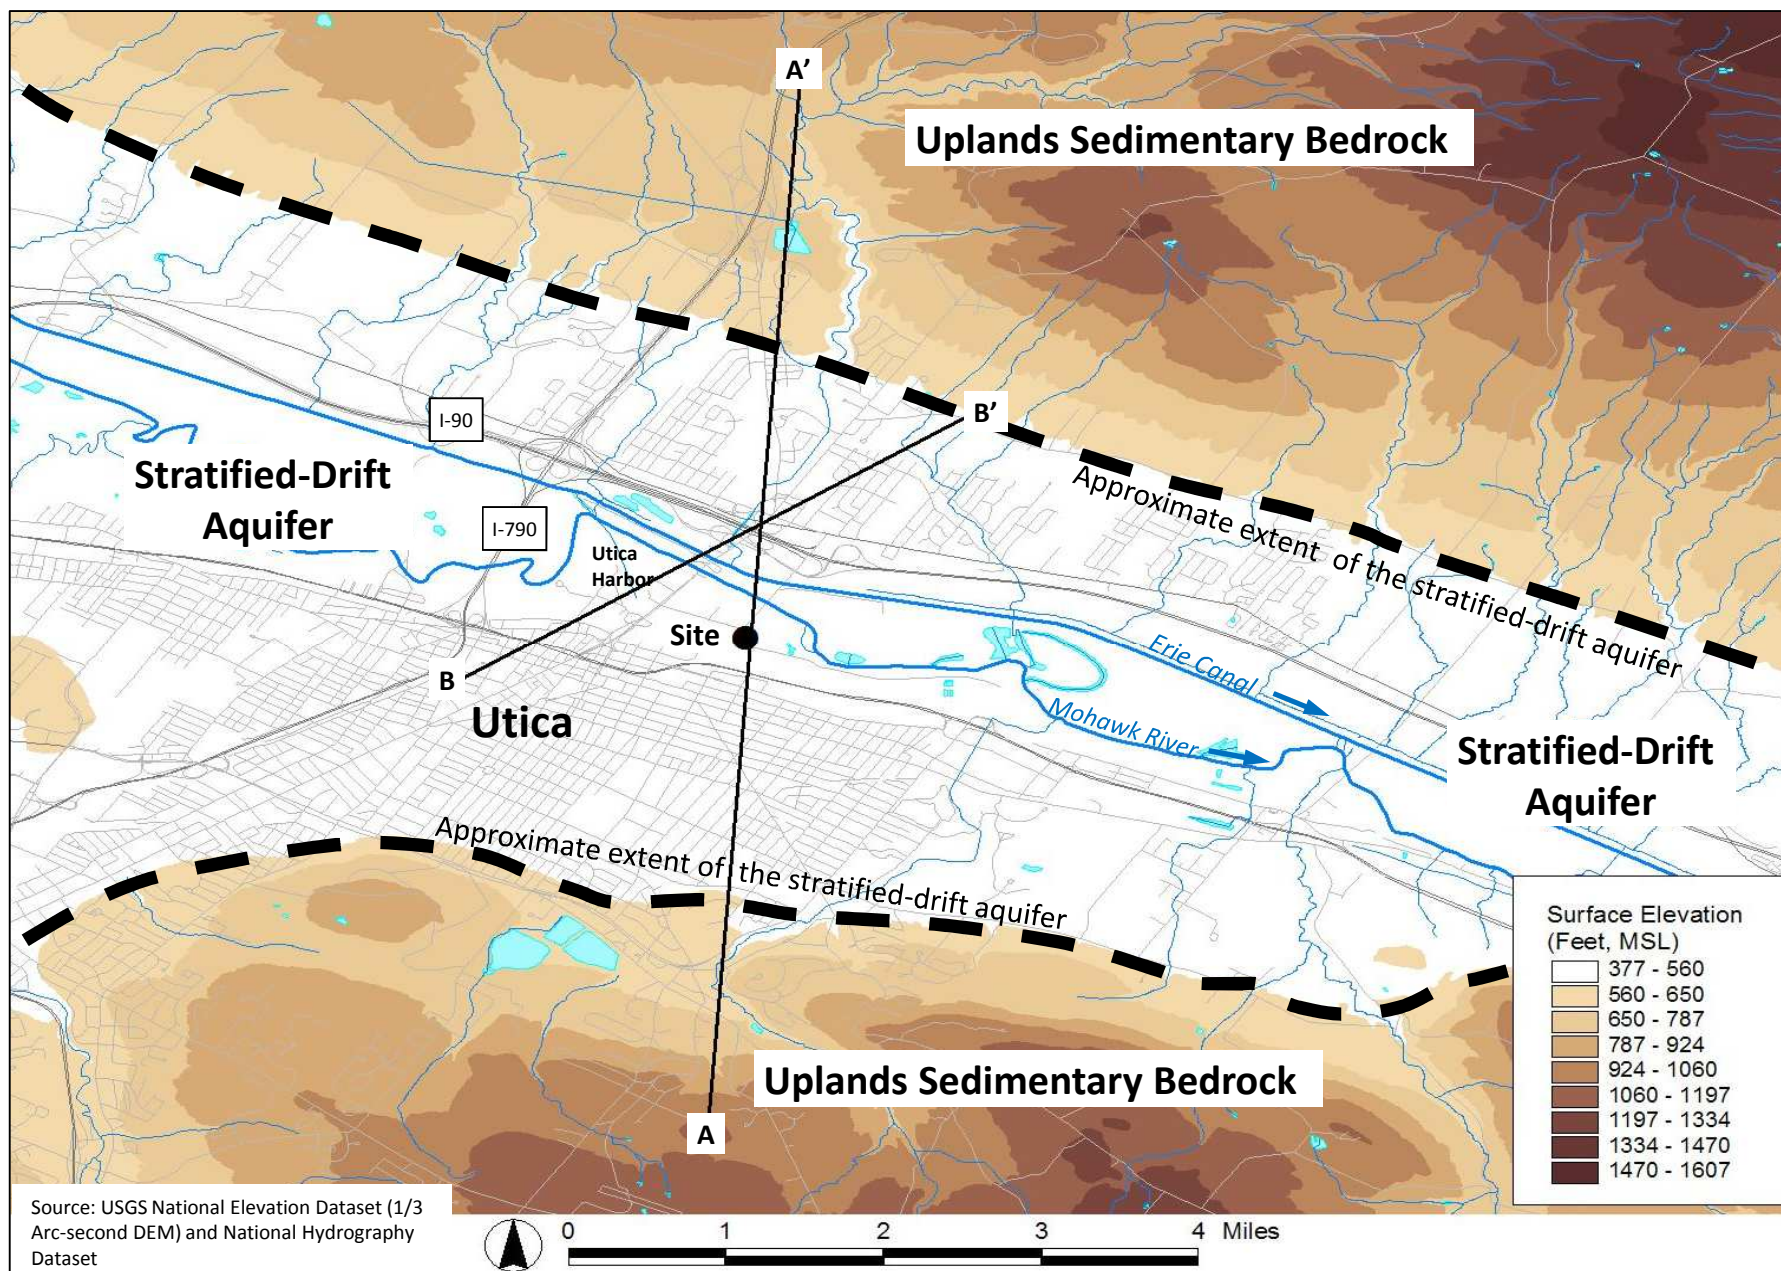 A’
Uplands Sedimentary Bedrock
I-90
B’
Stratified-Drift
Aquifer
I-790
Utica
Harbor
Approximate extent of the stratified-drift aquifer
Site
Erie Canal
B
Utica
Mohawk River
Stratified-Drift
Aquifer
Approximate extent of the stratified-drift aquifer
Uplands Sedimentary Bedrock
A
Surface Elevation
(Feet, MSL)
377 - 560
560 - 650
650 - 787
787 - 924
924 - 1060
1060 - 1197
1197 - 1334
1334 - 1470
1470 - 1607
Source: USGS National Elevation Dataset (1/3
Arc-second DEM) and National Hydrography
Dataset
0 1 2 3 4 Miles